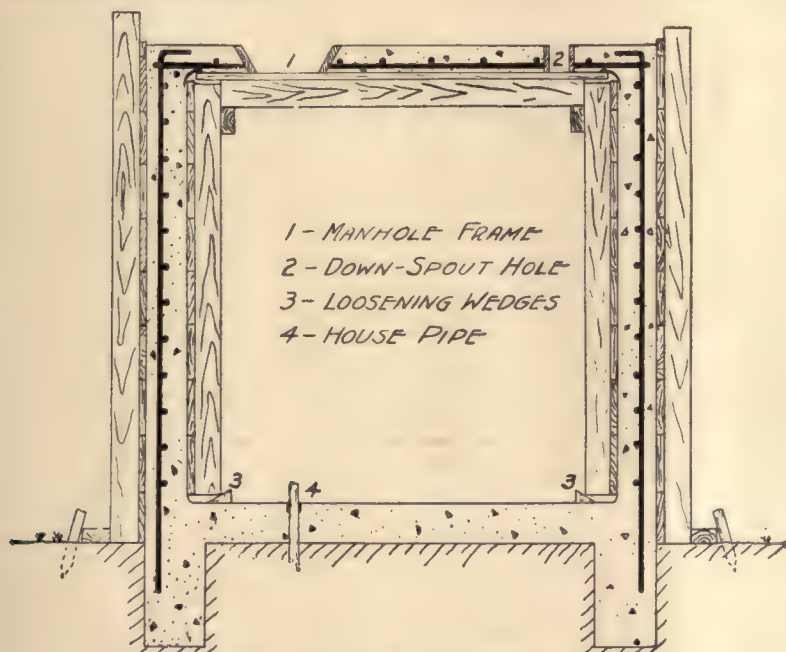 1
2
1 - MANHOLE FRAME
2 - DOWN-SPOUT HOLE
3 - LOOSENING WEDGES
4 - HOUSE PIPE
3
4
3